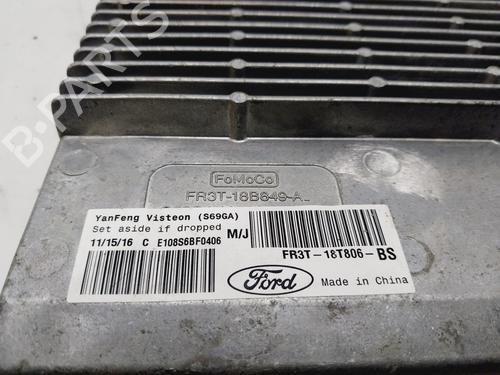 FoMoCo
FR3T-18B849-A
YanFeng Visteon (S69GA)
Set aside if dropped
M/J
11/15/16 C E108S6BF0406
FR3T-18T806-BS
Ford
Made in China
B-PARTS